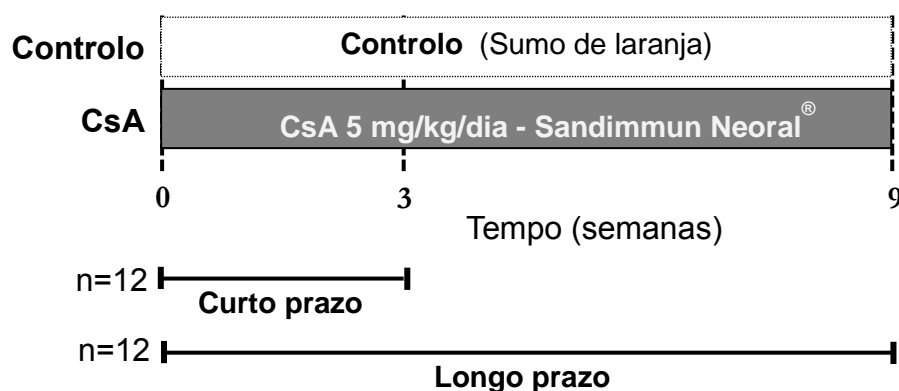 Controlo
Controlo (Sumo de laranja)
CsA
CsA 5 mg/kg/dia - Sandimmun Neoral®
0 3 9
Tempo (semanas)
n=12
Curto prazo
n=12
Longo prazo